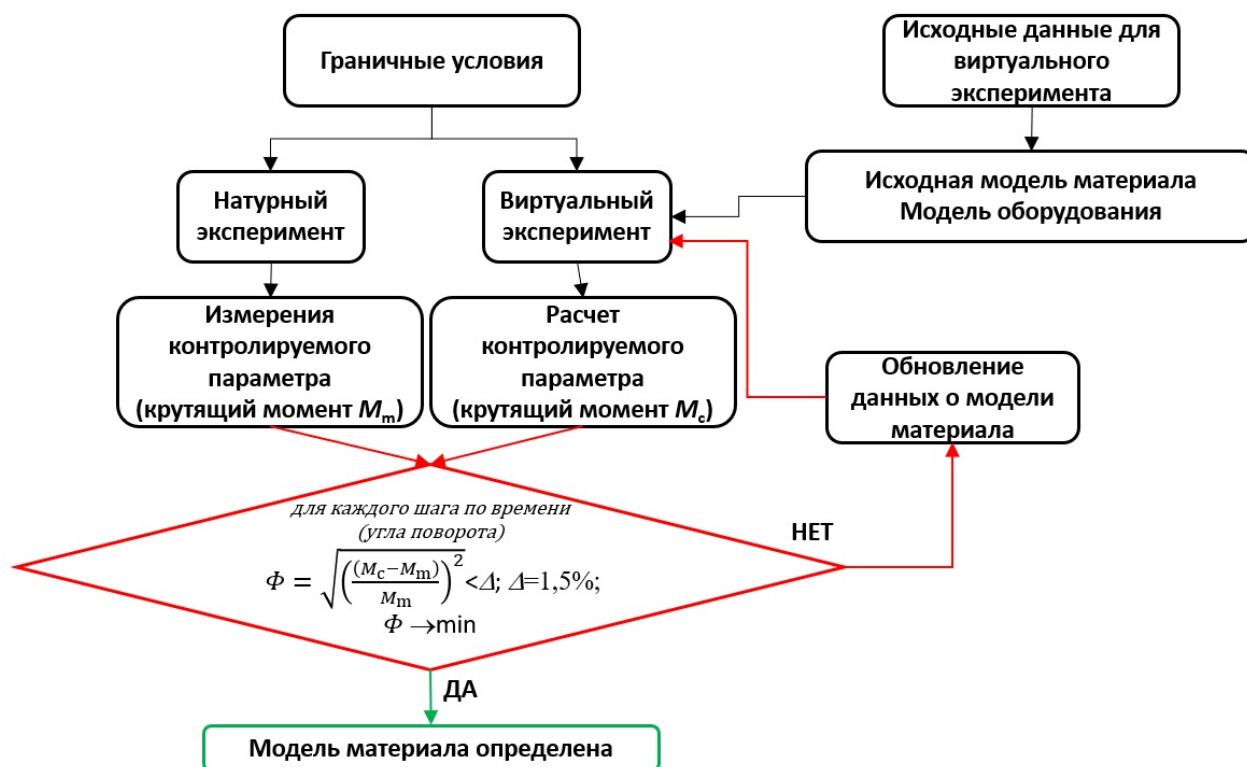 Граничные условия
Исходные данные для
виртуального
эксперимента
Натурный
эксперимент
Виртуальный
эксперимент
Исходная модель материала
Модель оборудования
Измерения
контролируемого
параметра
(крутящий момент Mm)
Расчет
контролируемого
параметра
(крутящий момент Mc)
Обновление
данных о модели
материала
для каждого шага по времени
(угла поворота)
Φ = √(((Mc−Mm)/Mm)²) <Δ; Δ=1,5%;
Φ →min
НЕТ
ДА
Модель материала определена